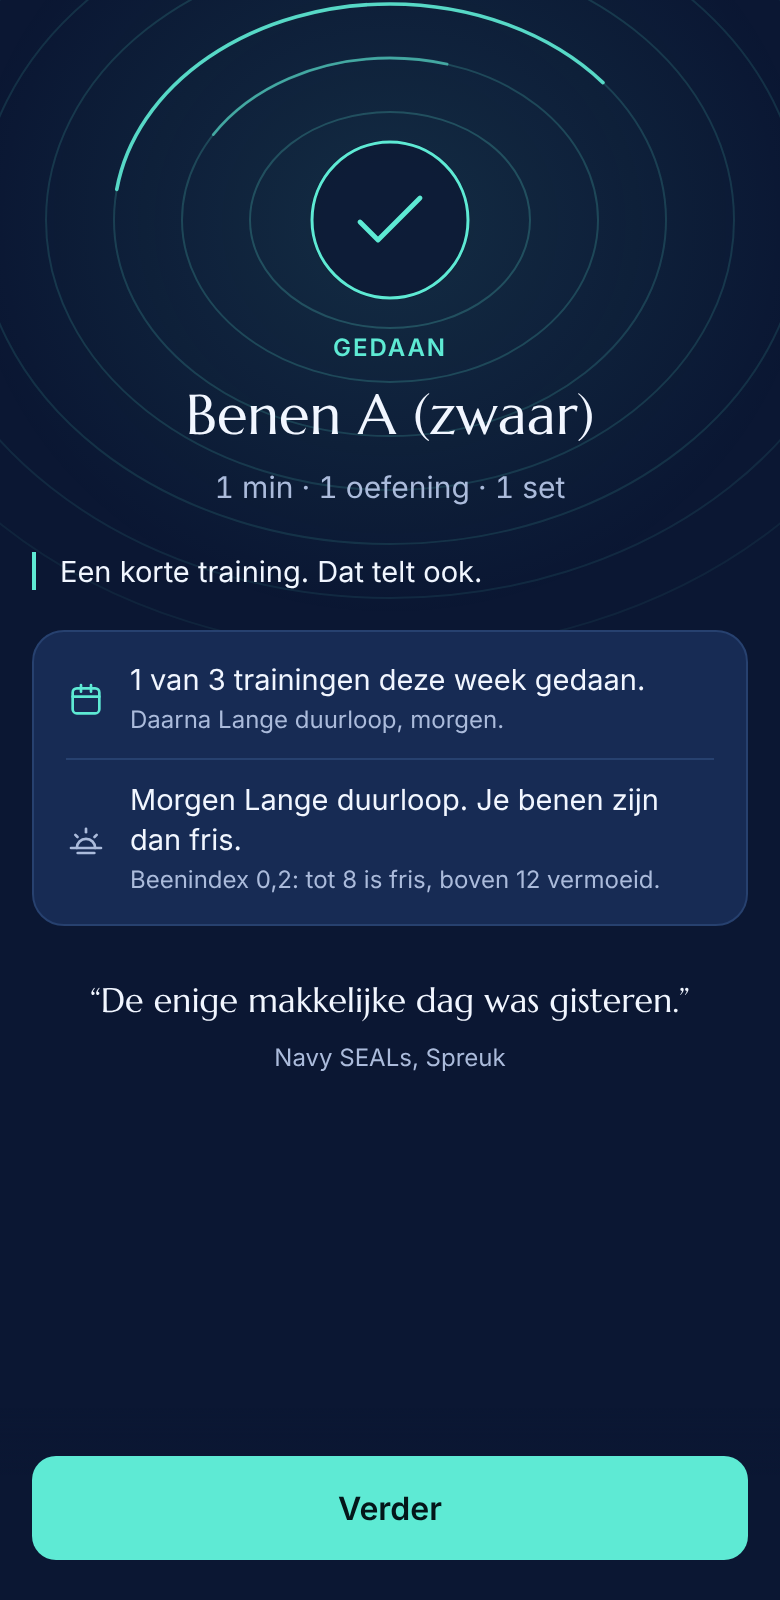 GEDAAN
Benen A (zwaar)
1 min · 1 oefening · 1 set
Een korte training. Dat telt ook.
1 van 3 trainingen deze week gedaan.
Daarna Lange duurloop, morgen.
Morgen Lange duurloop. Je benen zijn
dan fris.
Beenindex 0,2: tot 8 is fris, boven 12 vermoeid.
“De enige makkelijke dag was gisteren.”
Navy SEALs, Spreuk
Verder